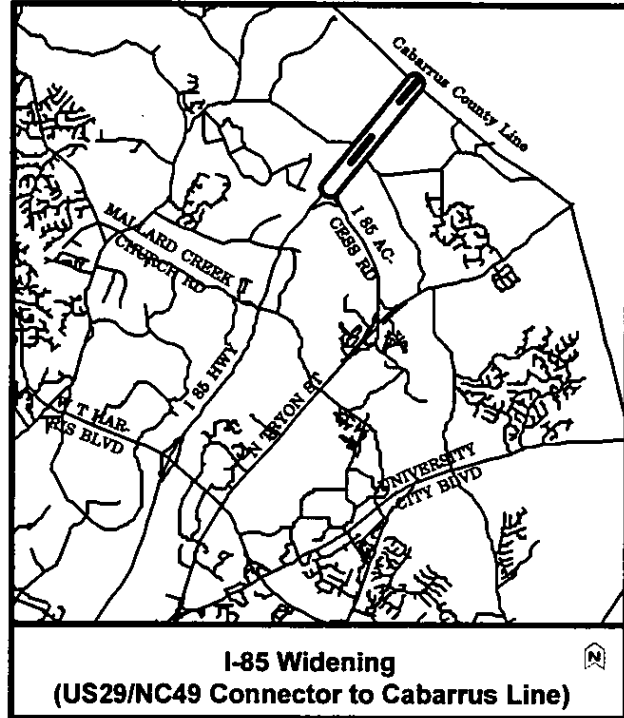 Cabarrus County Line
I 85 AC-
CESS RD
MALLARD CREEK
CHURCH RD
I 85 HWY
N TRYON ST
W T HAR-
RIS BLVD
UNIVERSITY
CITY BLVD
I-85 Widening
N
(US29/NC49 Connector to Cabarrus Line)